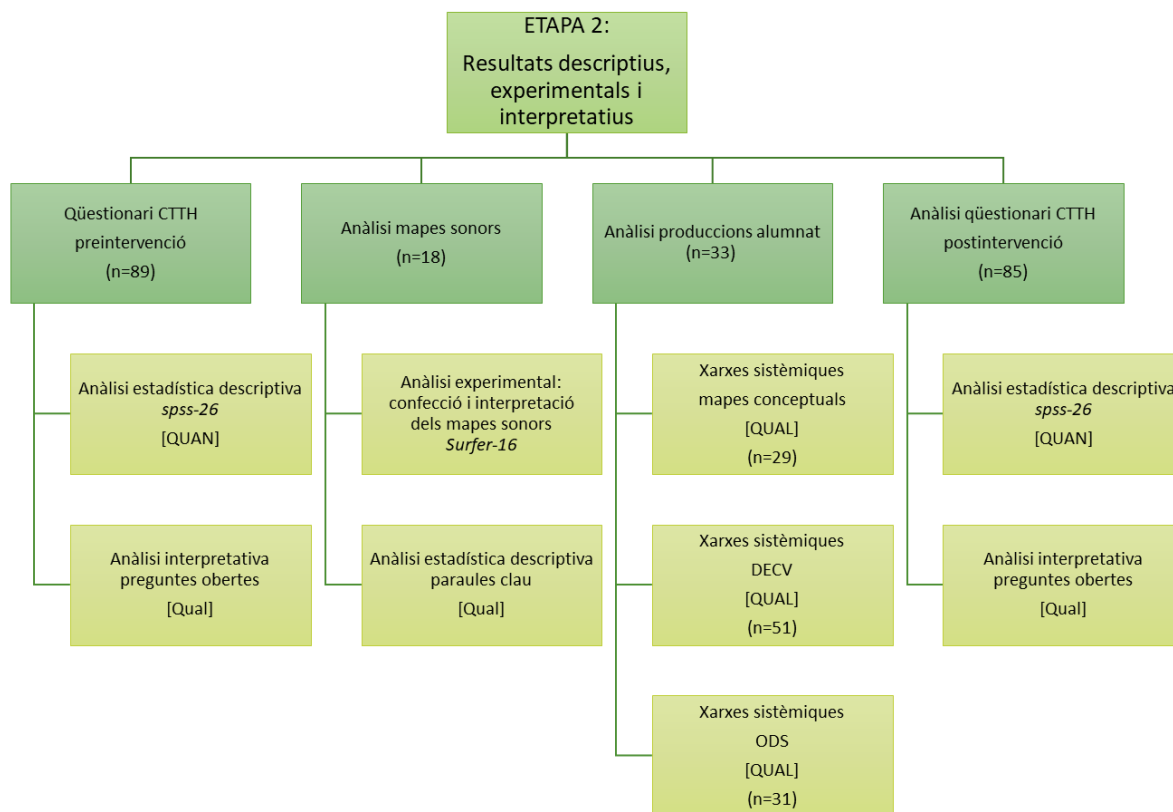 ETAPA 2:
Resultats descriptius,
experimentals i
interpretatius
Qüestionari CTTH
preintervenció
(n=89)
Anàlisi estadística descriptiva
spss-26
[QUAN]
Anàlisi interpretativa
preguntes obertes
[Qual]
Anàlisi mapes sonors
(n=18)
Anàlisi experimental:
confecció i interpretació
dels mapes sonors
Surfer-16
Anàlisi estadística descriptiva
paraules clau
[Qual]
Anàlisi produccions alumnat
(n=33)
Xarxes sistèmiques
mapes conceptuals
[QUAL]
(n=29)
Xarxes sistèmiques
DECV
[QUAL]
(n=51)
Xarxes sistèmiques
ODS
[QUAL]
(n=31)
Anàlisi qüestionari CTTH
postintervenció
(n=85)
Anàlisi estadística descriptiva
spss-26
[QUAN]
Anàlisi interpretativa
preguntes obertes
[Qual]